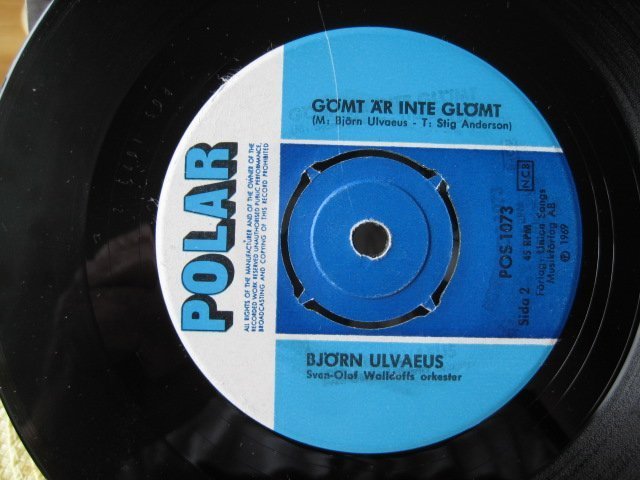 GÖMT ÄR INTE GLÖMT
(M: Björn Ulvaeus - T: Stig Anderson)
POLAR
ALL RIGHTS OF THE MANUFACTURER AND OF THE OWNER OF THE
RECORDED WORK RESERVED UNAUTHORISED PUBLIC PERFORMANCE,
BROADCASTING AND COPYING OF THIS RECORD PROHIBITED
NCB
POS 1073
Sida 2 45 RPM
Förlag: Union Songs
Musikförlag AB
℗ 1969
BJÖRN ULVAEUS
Sven-Olof Walldoffs orkester